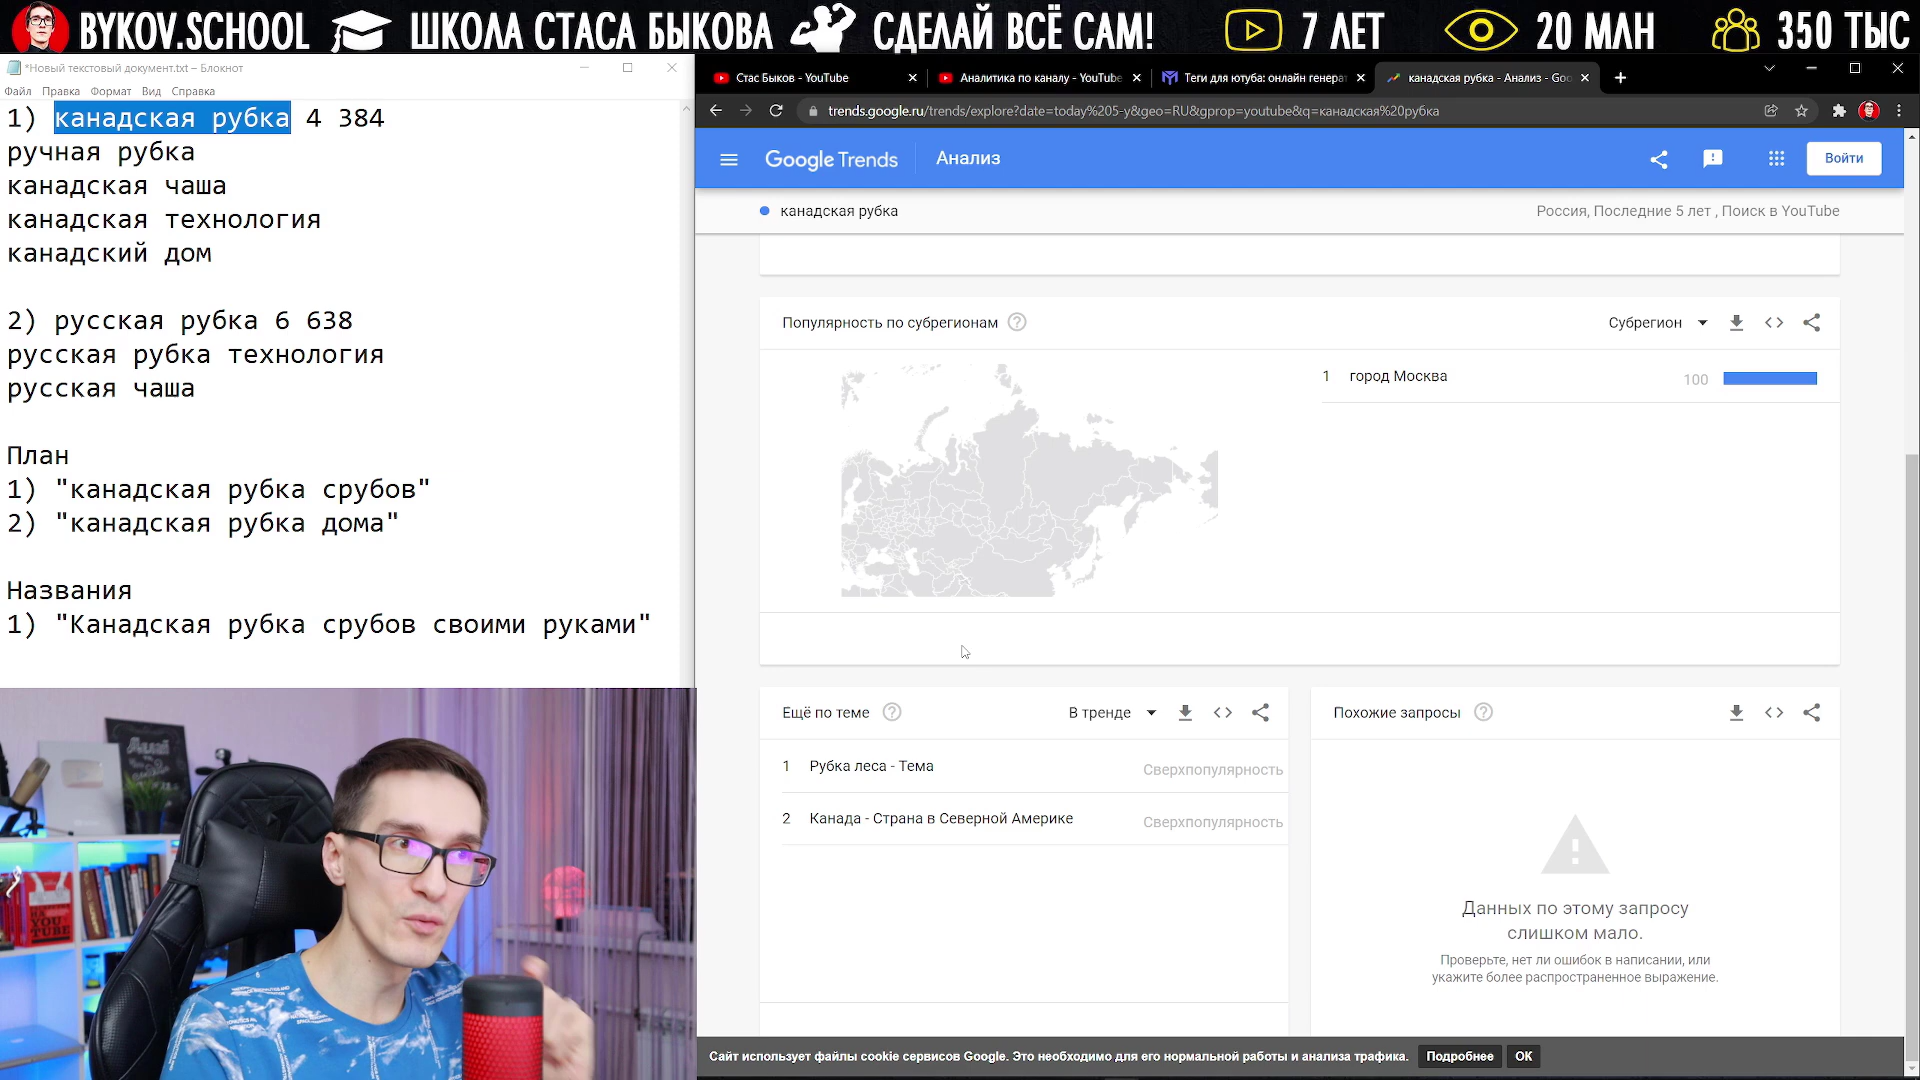 BYKOV.SCHOOL ШКОЛА СТАСА БЫКОВА СДЕЛАЙ ВСЁ САМ! 7 ЛЕТ 20 МЛН 350 ТЫС
*Новый текстовый документ.txt – Блокнот
Файл Правка Формат Вид Справка
1) канадская рубка 4 384
ручная рубка
канадская чаша
канадская технология
канадский дом
2) русская рубка 6 638
русская рубка технология
русская чаша
План
1) "канадская рубка срубов"
2) "канадская рубка дома"
Названия
1) "Канадская рубка срубов своими руками"
НА YOU
TUBE
Стас Быков - YouTube
Аналитика по каналу - YouTube
Теги для ютуба: онлайн генера
канадская рубка - Анализ - Goo
trends.google.ru/trends/explore?date=today%205-y&geo=RU&gprop=youtube&q=канадская%20рубка
Google Trends Анализ
Войти
канадская рубка
Россия, Последние 5 лет , Поиск в YouTube
Популярность по субрегионам
Субрегион
1 город Москва 100
Ещё по теме
В тренде
1 Рубка леса - Тема Сверхпопулярность
2 Канада - Страна в Северной Америке Сверхпопулярность
Похожие запросы
Данных по этому запросу
слишком мало.
Проверьте, нет ли ошибок в написании, или
укажите более распространенное выражение.
Сайт использует файлы cookie сервисов Google. Это необходимо для его нормальной работы и анализа трафика. Подробнее ОК